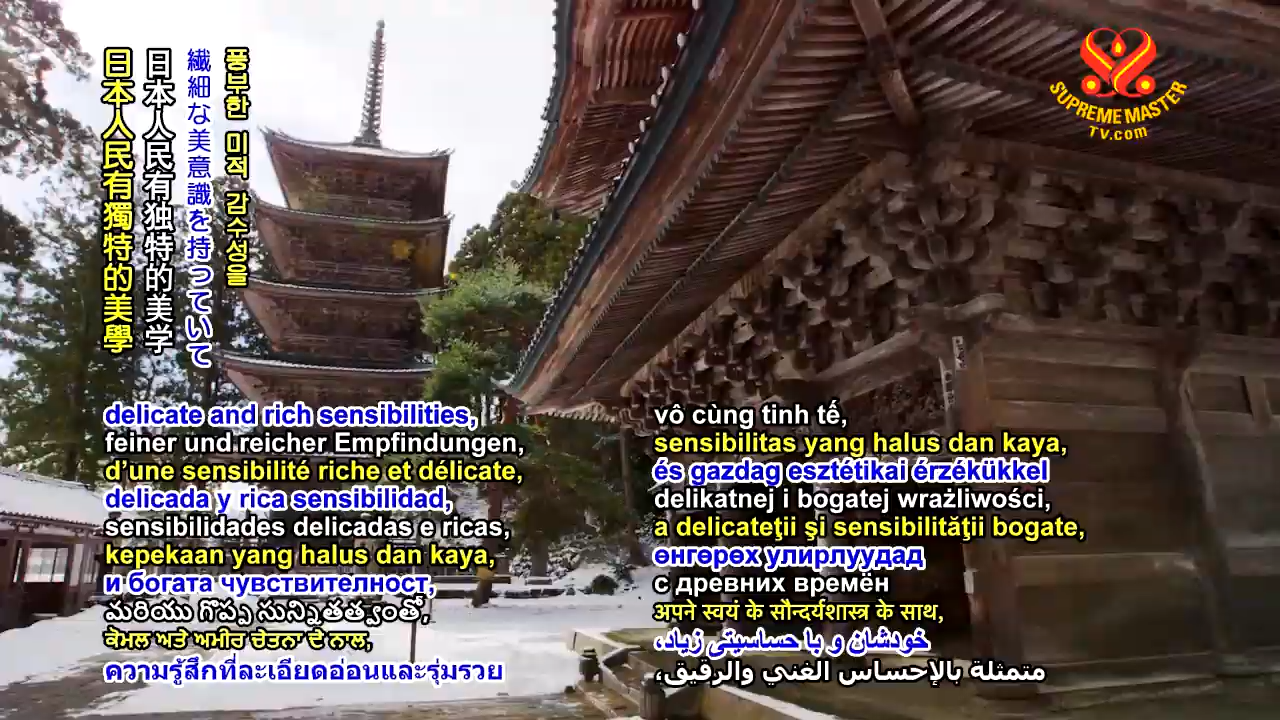 SUPREME MASTER
TV.com
日本人民有獨特的美學
日本人民有独特的美学
繊細な美意識を持っていて
풍부한 미적 감수성을
delicate and rich sensibilities,
feiner und reicher Empfindungen,
d’une sensibilité riche et délicate,
delicada y rica sensibilidad,
sensibilidades delicadas e ricas,
kepekaan yang halus dan kaya,
и богата чувствителност,
మరియు గొప్ప సున్నితత్వంతో,
ਕੋਮਲ ਅਤੇ ਅਮੀਰ ਚੇਤਨਾ ਦੇ ਨਾਲ,
ความรู้สึกที่ละเอียดอ่อนและรุ่มรวย
vô cùng tinh tế,
sensibilitas yang halus dan kaya,
és gazdag esztétikai érzékükkel
delikatnej i bogatej wrażliwości,
a delicateţii şi sensibilităţii bogate,
өнгөрөх улирлуудад
с древних времён
अपने स्वयं के सौन्दर्यशास्त्र के साथ,
خودشان و با حساسیتی زیاد،
متمثلة بالإحساس الغني والرقيق،